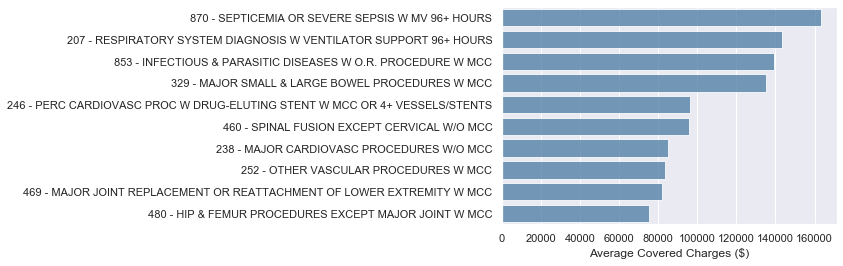 870 - SEPTICEMIA OR SEVERE SEPSIS W MV 96+ HOURS
207 - RESPIRATORY SYSTEM DIAGNOSIS W VENTILATOR SUPPORT 96+ HOURS
853 - INFECTIOUS & PARASITIC DISEASES W O.R. PROCEDURE W MCC
329 - MAJOR SMALL & LARGE BOWEL PROCEDURES W MCC
246 - PERC CARDIOVASC PROC W DRUG-ELUTING STENT W MCC OR 4+ VESSELS/STENTS
460 - SPINAL FUSION EXCEPT CERVICAL W/O MCC
238 - MAJOR CARDIOVASC PROCEDURES W/O MCC
252 - OTHER VASCULAR PROCEDURES W MCC
469 - MAJOR JOINT REPLACEMENT OR REATTACHMENT OF LOWER EXTREMITY W MCC
480 - HIP & FEMUR PROCEDURES EXCEPT MAJOR JOINT W MCC
0 20000 40000 60000 80000 100000 120000 140000 160000
Average Covered Charges ($)